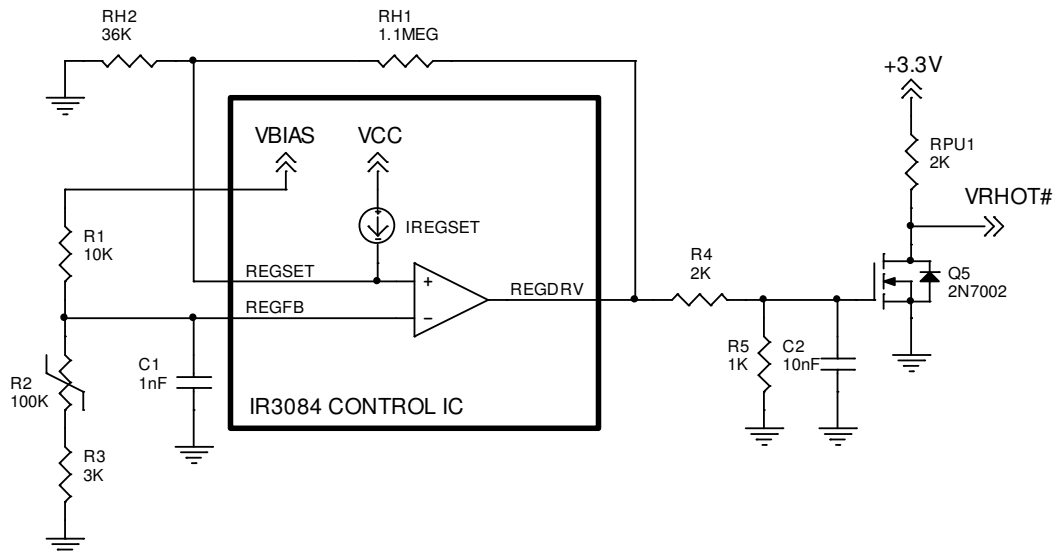 RH2
36K
RH1
1.1MEG
+3.3V
VBIAS
VCC
RPU1
2K
VRHOT#
R1
10K
IREGSET
REGSET
+
R4
2K
Q5
2N7002
REGDRV
REGFB
−
R2
100K
C1
1nF
R5
1K
C2
10nF
IR3084 CONTROL IC
R3
3K